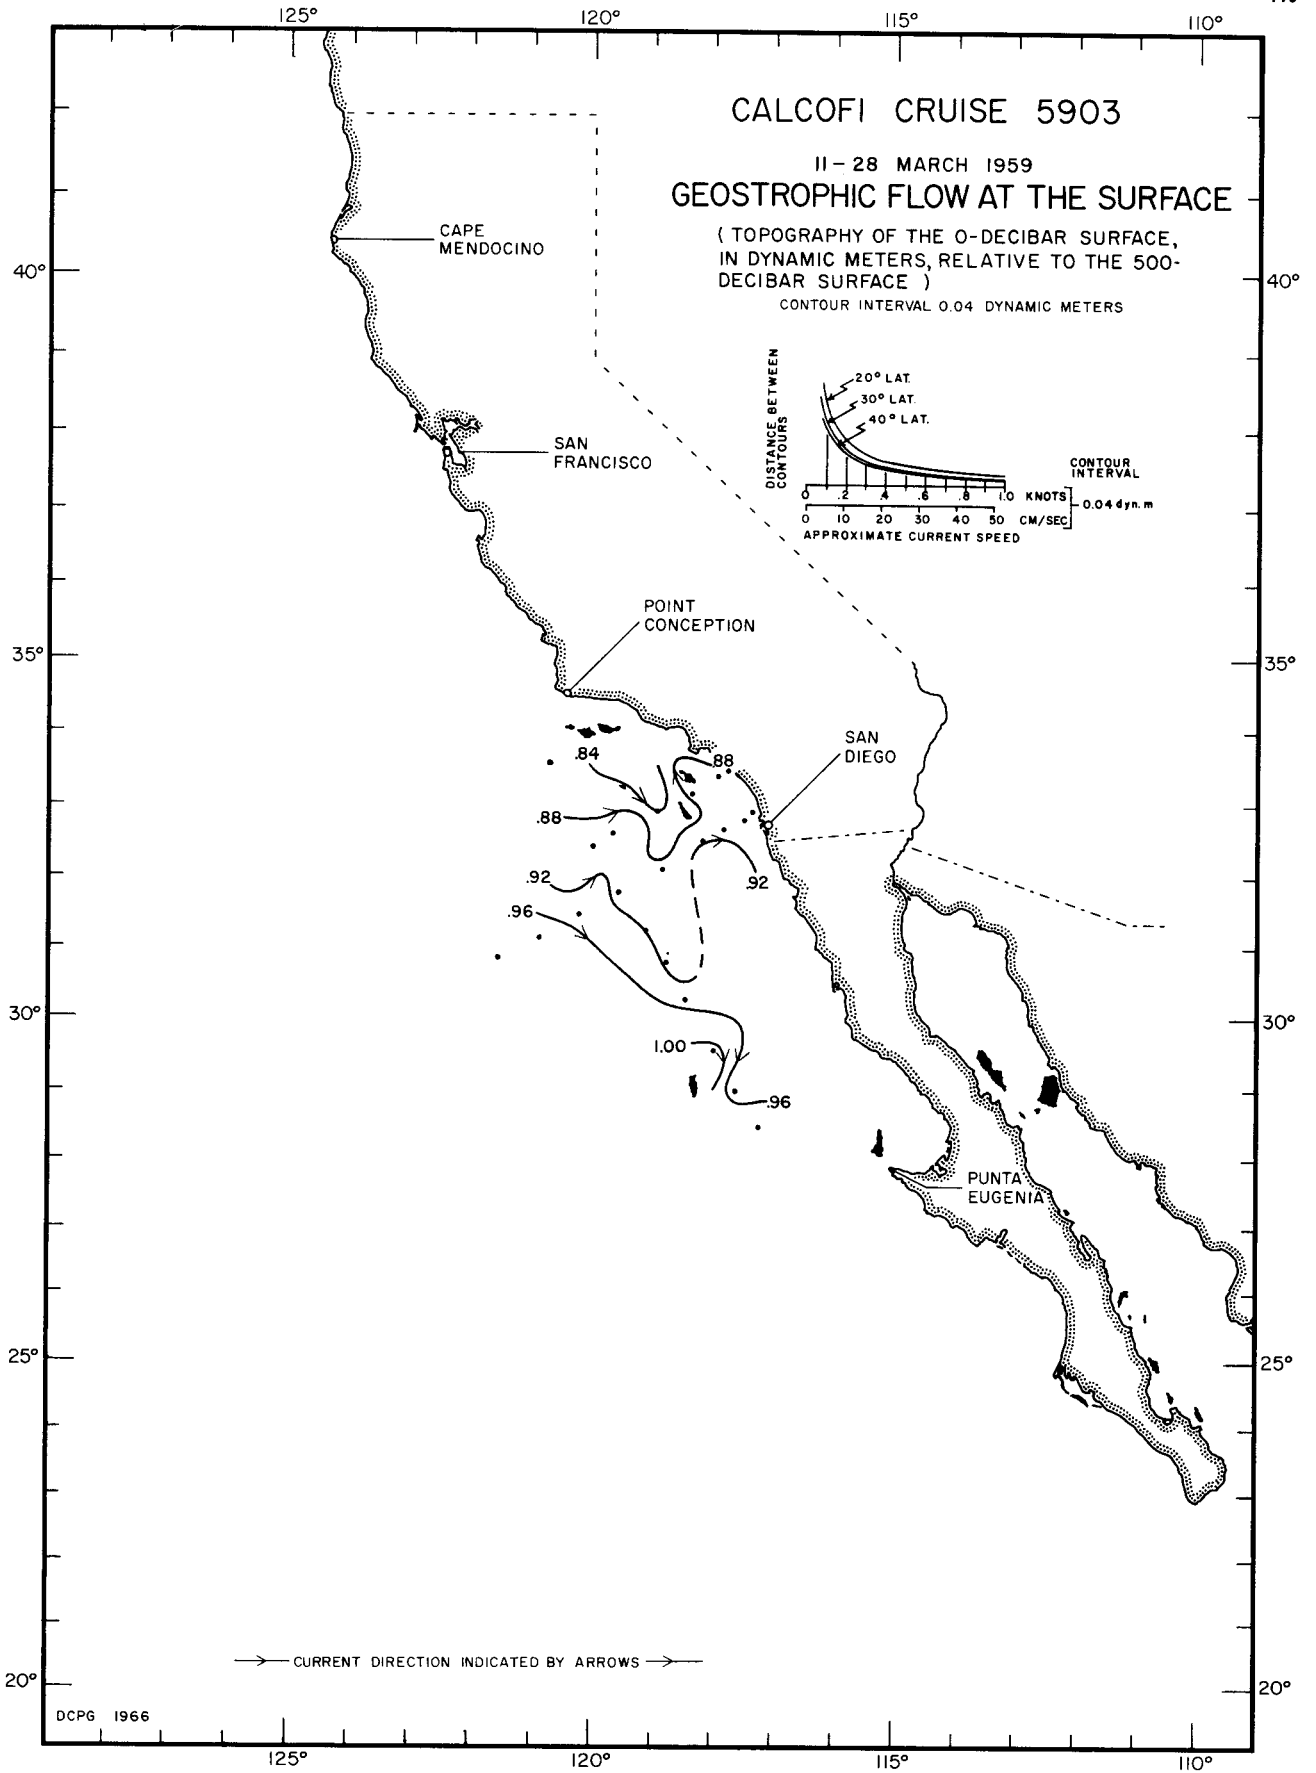 125° 120° 115° 110°
CALCOFI CRUISE 5903
11-28 MARCH 1959
GEOSTROPHIC FLOW AT THE SURFACE
( TOPOGRAPHY OF THE 0-DECIBAR SURFACE,
IN DYNAMIC METERS, RELATIVE TO THE 500-
DECIBAR SURFACE )
CONTOUR INTERVAL 0.04 DYNAMIC METERS
CAPE
MENDOCINO
40° 40°
DISTANCE BETWEEN
CONTOURS
20° LAT.
30° LAT.
40° LAT.
CONTOUR
INTERVAL
0 .2 .4 .6 .8 1.0 KNOTS
0.04 dyn. m
0 10 20 30 40 50 CM/SEC
APPROXIMATE CURRENT SPEED
SAN
FRANCISCO
POINT
CONCEPTION
35° 35°
SAN
DIEGO
.84
.88
.88
.92
.92
.96
30° 30°
1.00
.96
PUNTA
EUGENIA
25° 25°
CURRENT DIRECTION INDICATED BY ARROWS
20° 20°
DCPG 1966
125° 120° 115° 110°